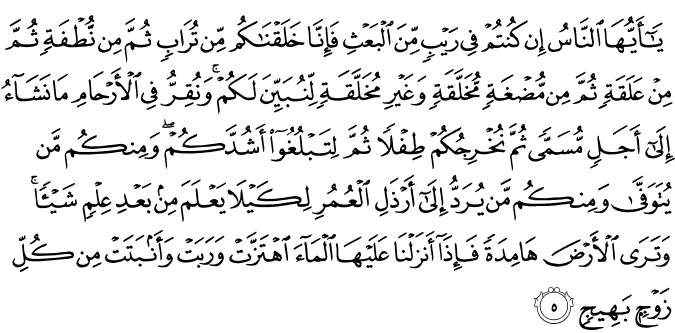 يَـٰٓأَيُّهَا ٱلنَّاسُ إِن كُنتُمْ فِى رَيْبٍ مِّنَ ٱلْبَعْثِ فَإِنَّا خَلَقْنَـٰكُم مِّن تُرَابٍ ثُمَّ مِن نُّطْفَةٍ ثُمَّ
مِنْ عَلَقَةٍ ثُمَّ مِن مُّضْغَةٍ مُّخَلَّقَةٍ وَغَيْرِ مُخَلَّقَةٍ لِّنُبَيِّنَ لَكُمْ ۚ وَنُقِرُّ فِى ٱلْأَرْحَامِ مَا نَشَآءُ
إِلَىٰٓ أَجَلٍ مُّسَمًّى ثُمَّ نُخْرِجُكُمْ طِفْلًا ثُمَّ لِتَبْلُغُوٓا۟ أَشُدَّكُمْ ۖ وَمِنكُم مَّن
يُتَوَفَّىٰ وَمِنكُم مَّن يُرَدُّ إِلَىٰٓ أَرْذَلِ ٱلْعُمُرِ لِكَيْلَا يَعْلَمَ مِنۢ بَعْدِ عِلْمٍ شَيْـًٔا ۚ
وَتَرَى ٱلْأَرْضَ هَامِدَةً فَإِذَآ أَنزَلْنَا عَلَيْهَا ٱلْمَآءَ ٱهْتَزَّتْ وَرَبَتْ وَأَنۢبَتَتْ مِن كُلِّ
زَوْجٍۭ بَهِيجٍ ٥